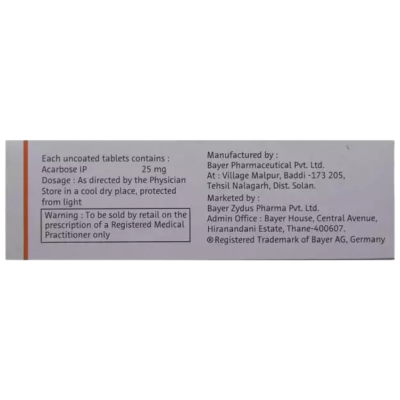 Each uncoated tablets contains :
Acarbose IP 25 mg
Dosage : As directed by the Physician
Store in a cool dry place, protected
from light
Warning : To be sold by retail on the
prescription of a Registered Medical
Practitioner only
Manufactured by :
Bayer Pharmaceutical Pvt. Ltd.
At : Village Malpur, Baddi -173 205,
Tehsil Nalagarh, Dist. Solan.
Marketed by :
Bayer Zydus Pharma Pvt. Ltd.
Admin Office : Bayer House, Central Avenue,
Hiranandani Estate, Thane-400607.
®Registered Trademark of Bayer AG, Germany